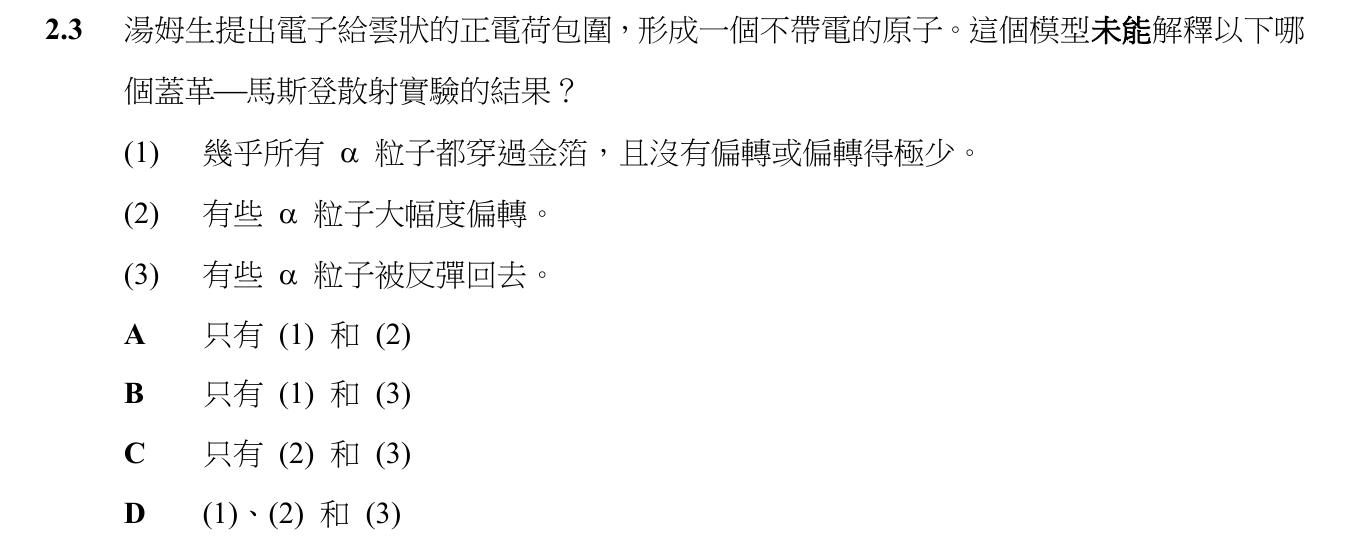 2.3 湯姆生提出電子給雲狀的正電荷包圍，形成一個不帶電的原子。這個模型未能解釋以下哪
個蓋革—馬斯登散射實驗的結果？
(1) 幾乎所有 α 粒子都穿過金箔，且沒有偏轉或偏轉得極少。
(2) 有些 α 粒子大幅度偏轉。
(3) 有些 α 粒子被反彈回去。
A 只有 (1) 和 (2)
B 只有 (1) 和 (3)
C 只有 (2) 和 (3)
D (1)、(2) 和 (3)